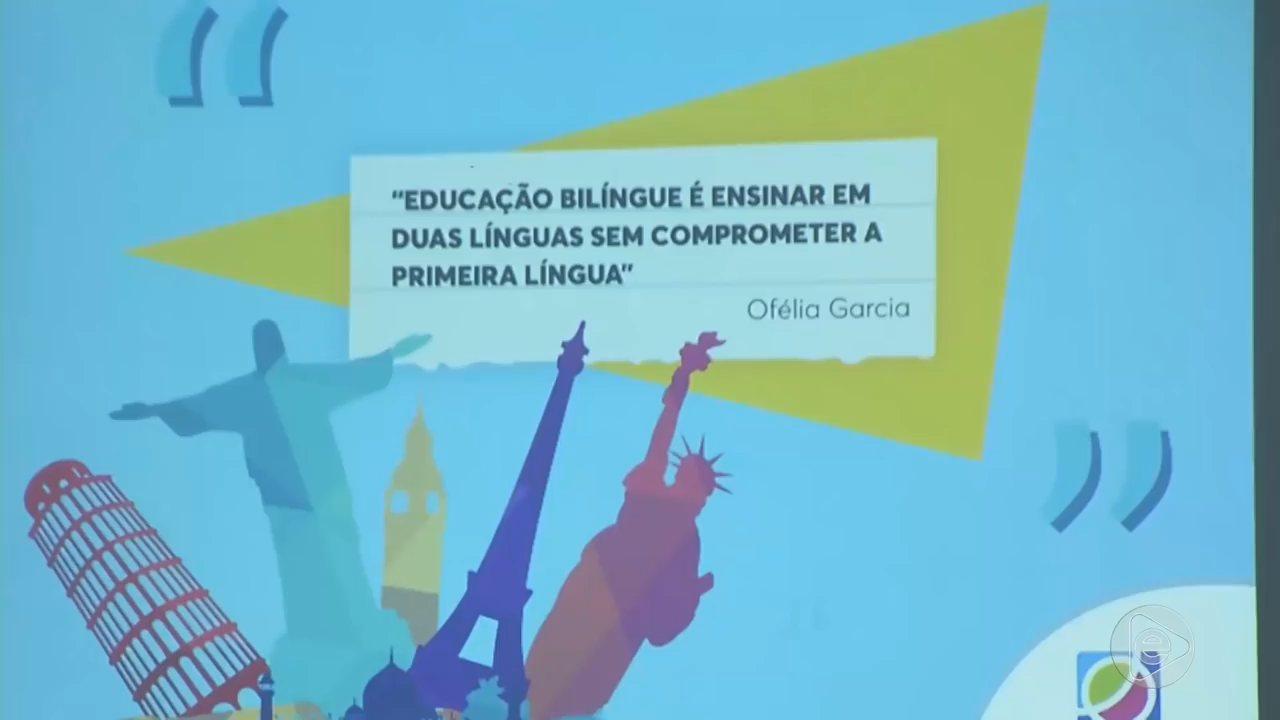 “EDUCAÇÃO BILÍNGUE É ENSINAR EM
DUAS LÍNGUAS SEM COMPROMETER A
PRIMEIRA LÍNGUA”
Ofélia Garcia